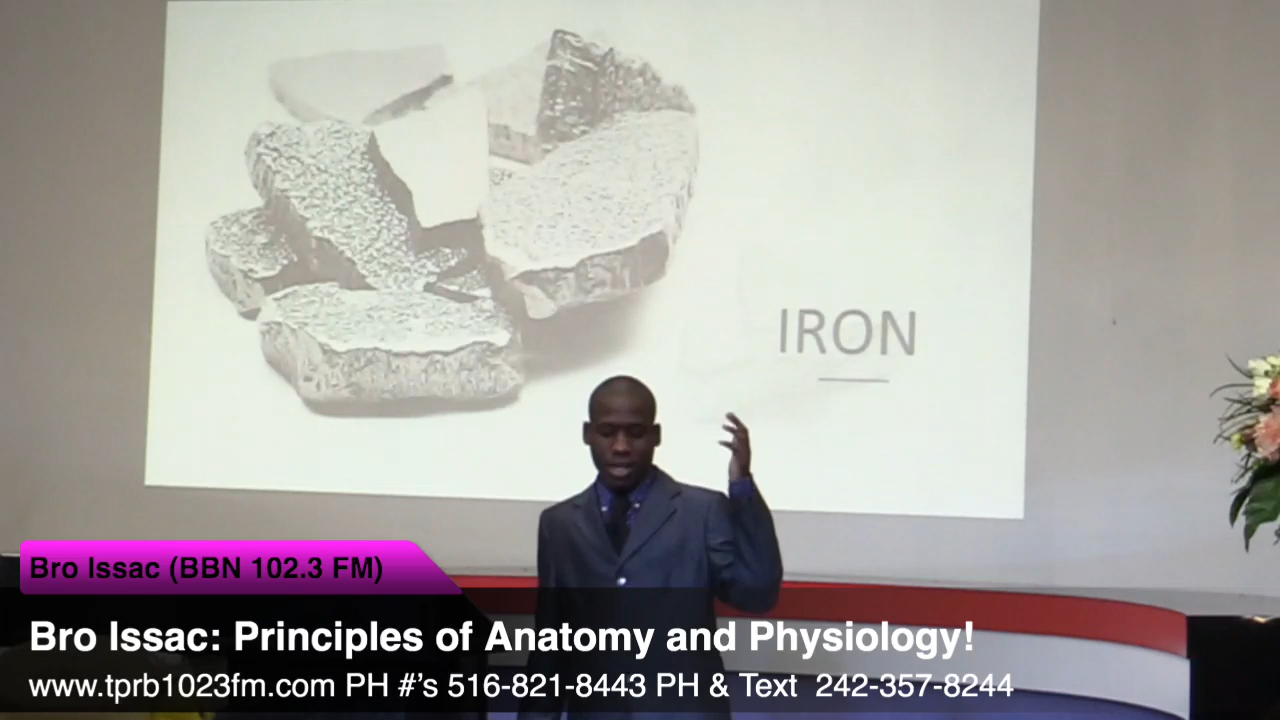 IRON
Bro Issac (BBN 102.3 FM)
Bro Issac: Principles of Anatomy and Physiology!
www.tprb1023fm.com PH #’s 516-821-8443 PH & Text 242-357-8244